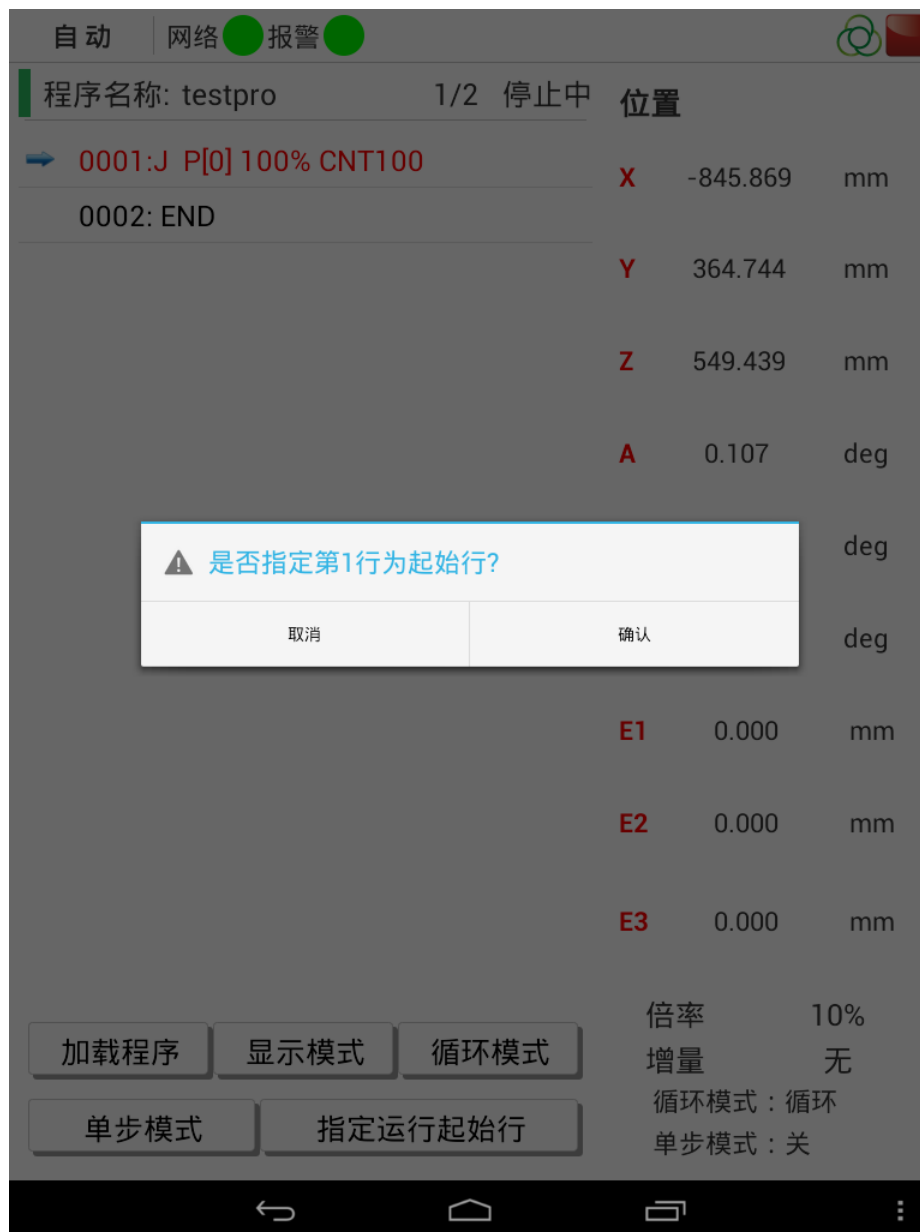 自动 网络 报警
程序名称: testpro 1/2 停止中
位置
0001:J P[0] 100% CNT100
0002: END
X -845.869 mm
Y 364.744 mm
Z 549.439 mm
A 0.107 deg
deg
deg
是否指定第1行为起始行?
取消 确认
E1 0.000 mm
E2 0.000 mm
E3 0.000 mm
倍率 10%
增量 无
循环模式：循环
单步模式：关
加载程序 显示模式 循环模式
单步模式 指定运行起始行